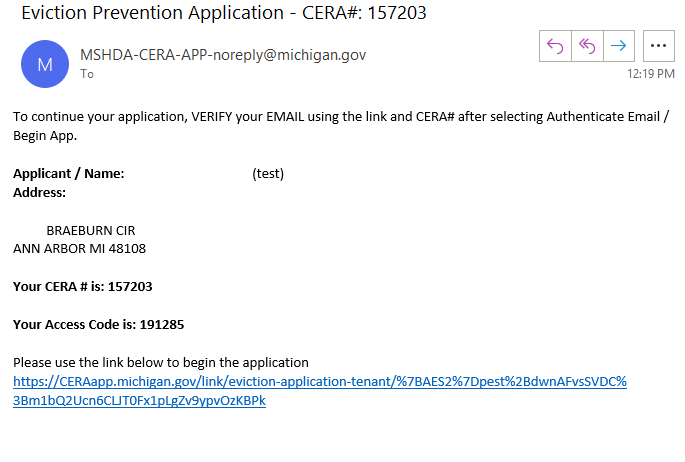 Eviction Prevention Application - CERA#: 157203
M
MSHDA-CERA-APP-noreply@michigan.gov
To
12:19 PM
To continue your application, VERIFY your EMAIL using the link and CERA# after selecting Authenticate Email /
Begin App.
Applicant / Name: (test)
Address:
BRAEBURN CIR
ANN ARBOR MI 48108
Your CERA # is: 157203
Your Access Code is: 191285
Please use the link below to begin the application
https://CERAapp.michigan.gov/link/eviction-application-tenant/%7BAES2%7Dpest%2BdwnAFvsSVDC%
3Bm1bQ2Ucn6CLJT0Fx1pLgZv9ypvOzKBPk